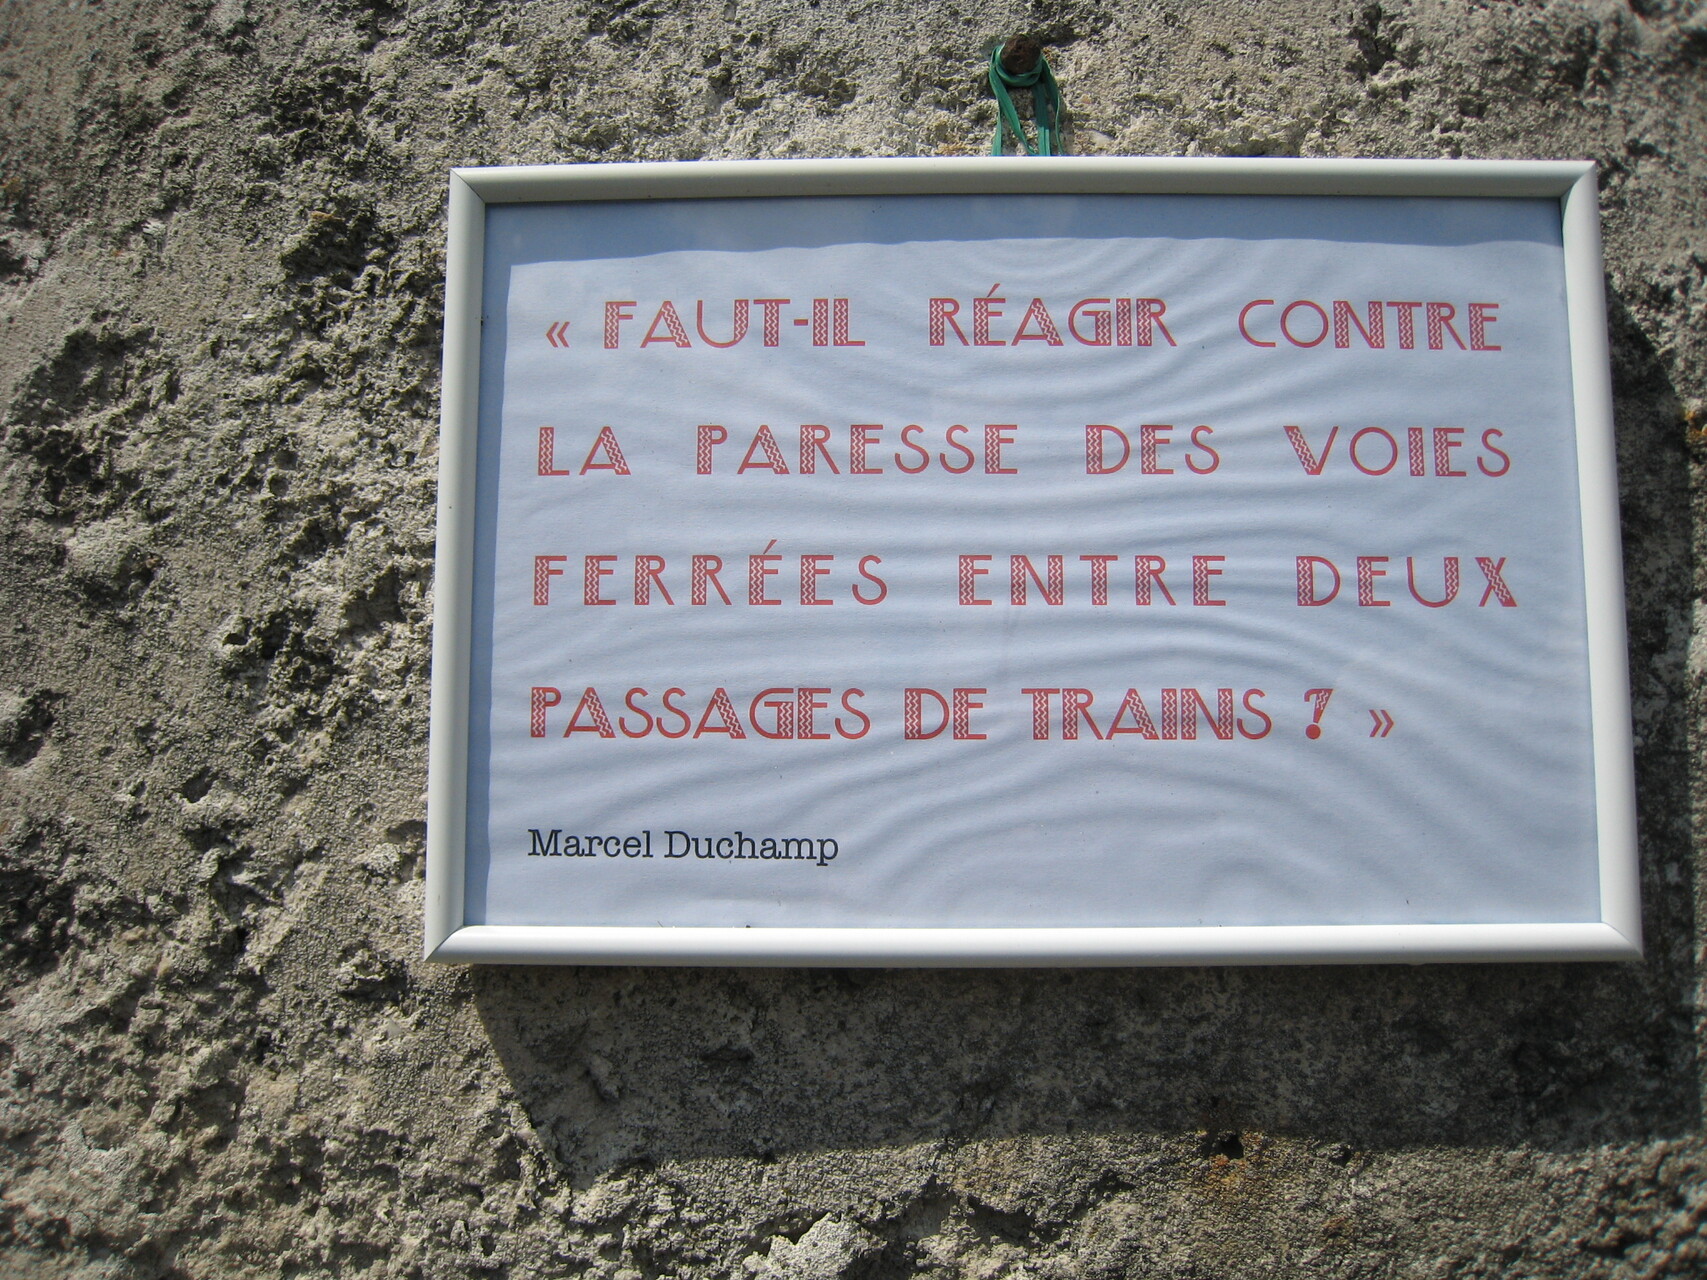 « FAUT-IL RÉAGIR CONTRE
LA PARESSE DES VOIES
FERRÉES ENTRE DEUX
PASSAGES DE TRAINS ? »
Marcel Duchamp